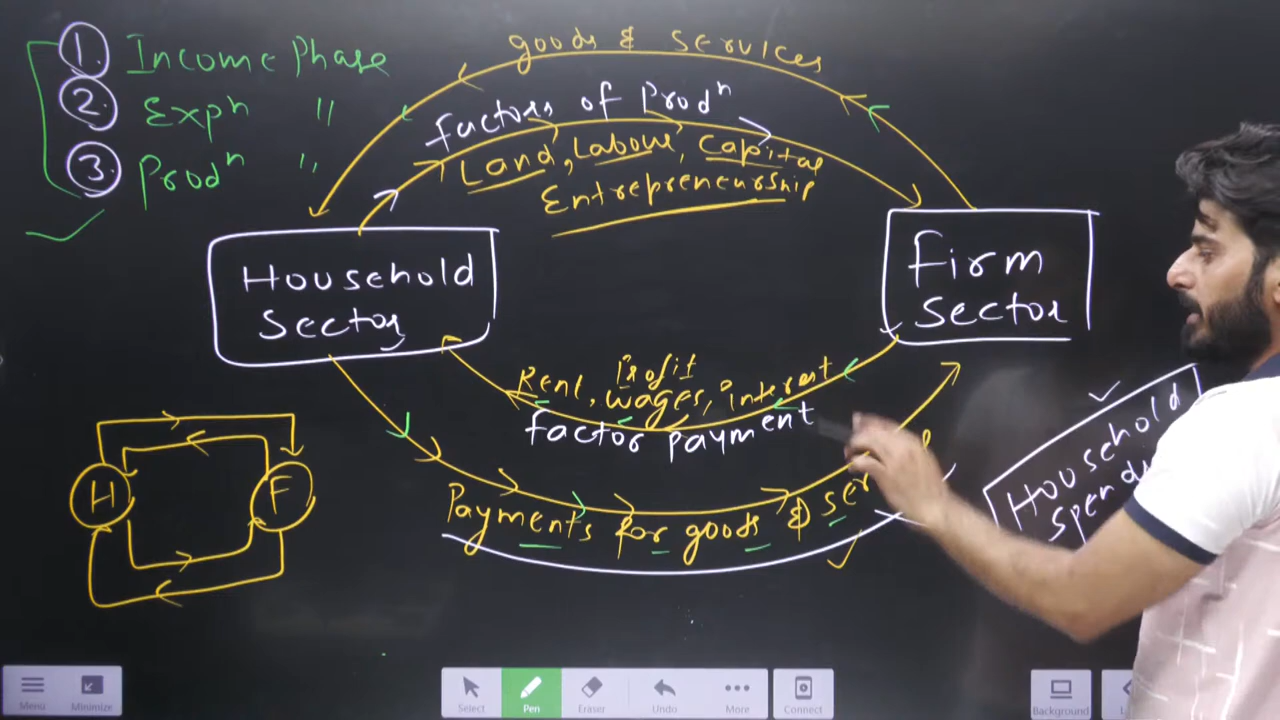 1. Income Phase
2. Expⁿ "
3. Prodⁿ "
goods & services
factors of Prodⁿ
Land, Labour, Capital
Entrepreneurship
Household
Sector
firm
sector
Profit
Rent, wages, interest
factor payment
Payments for goods &
Household
H
F
Menu
Minimize
Select
Pen
Eraser
Undo
More
Connect
Background